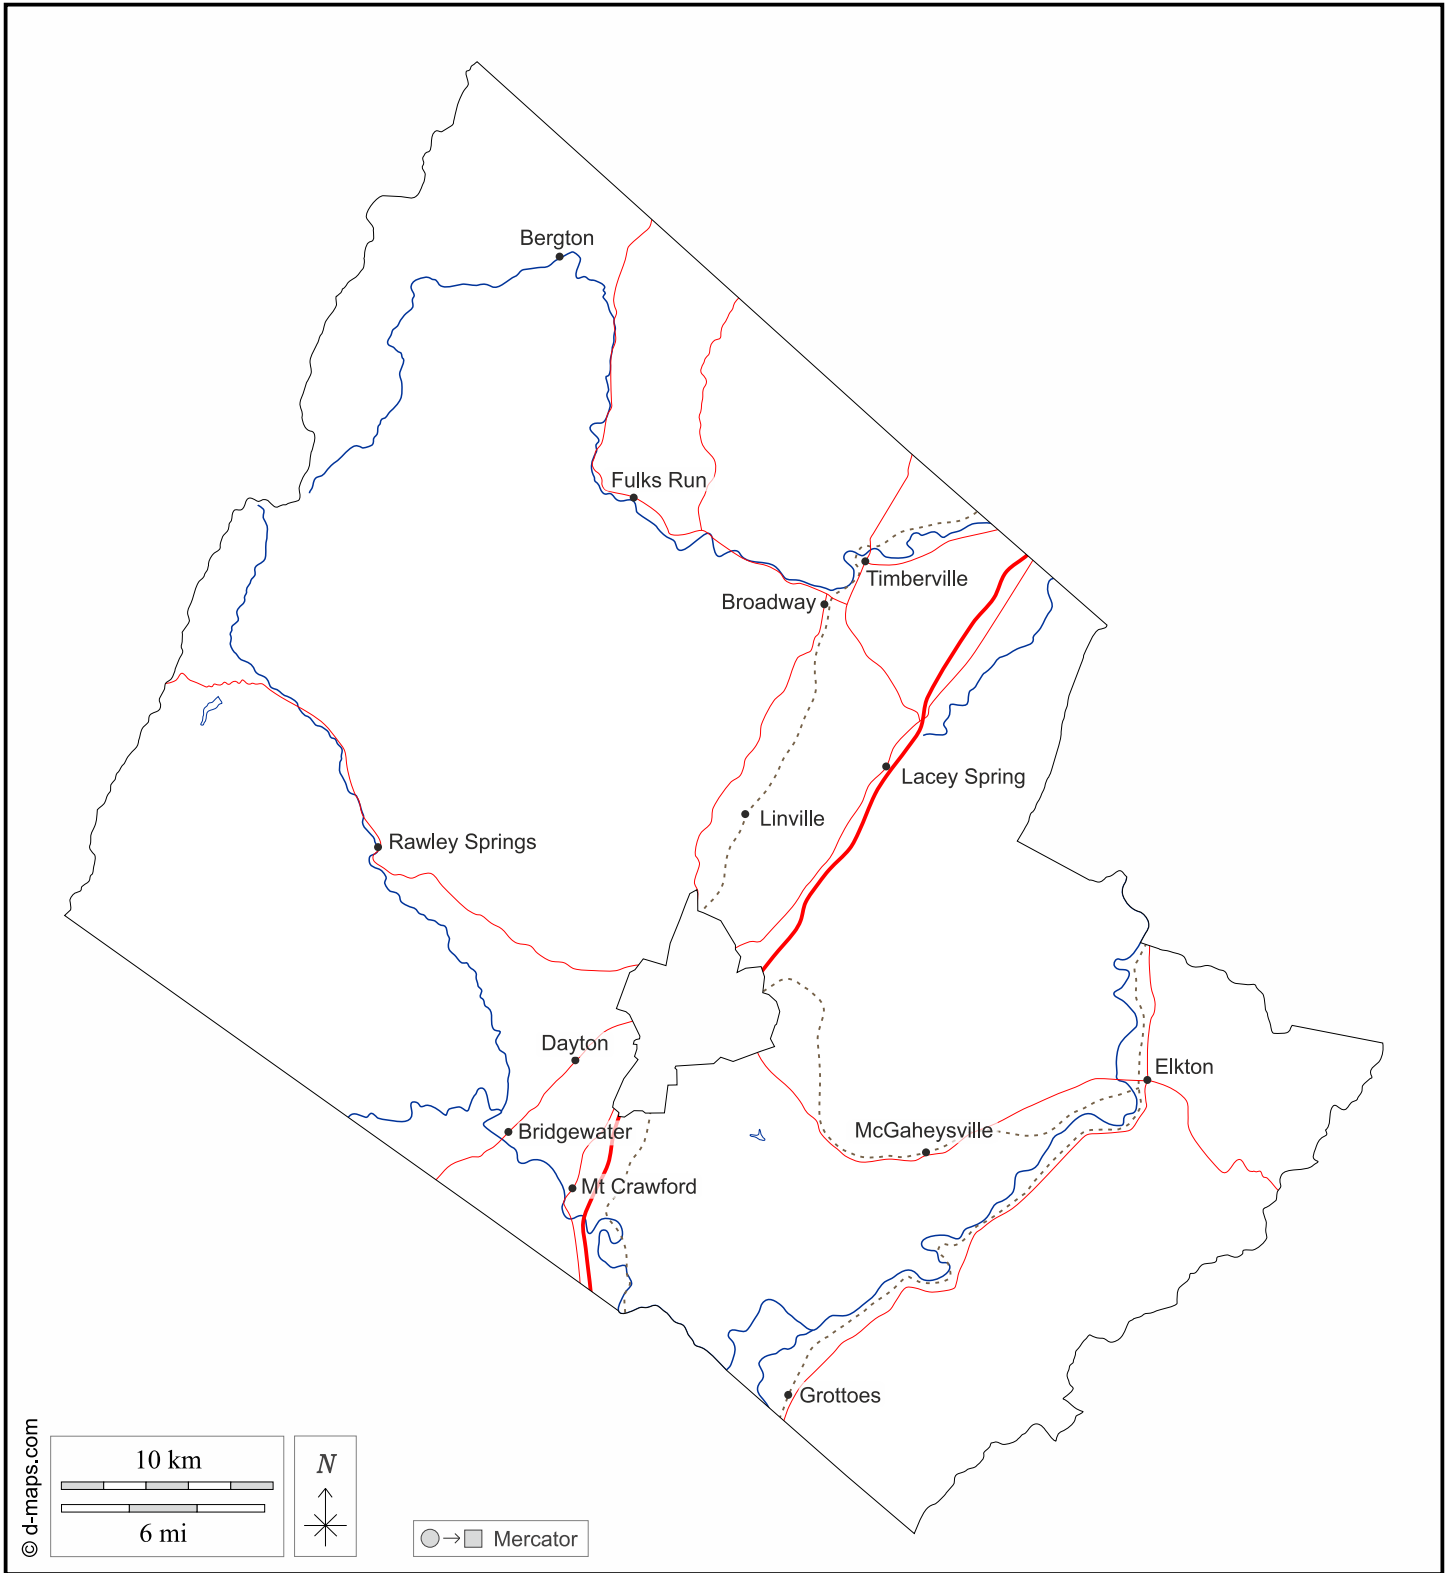 Bergton
Fulks Run
Timberville
Broadway
Lacey Spring
Linville
Rawley Springs
Dayton
Elkton
Bridgewater
McGaheysville
Mt Crawford
Grottoes
© d-maps.com
10 km
6 mi
N
Mercator